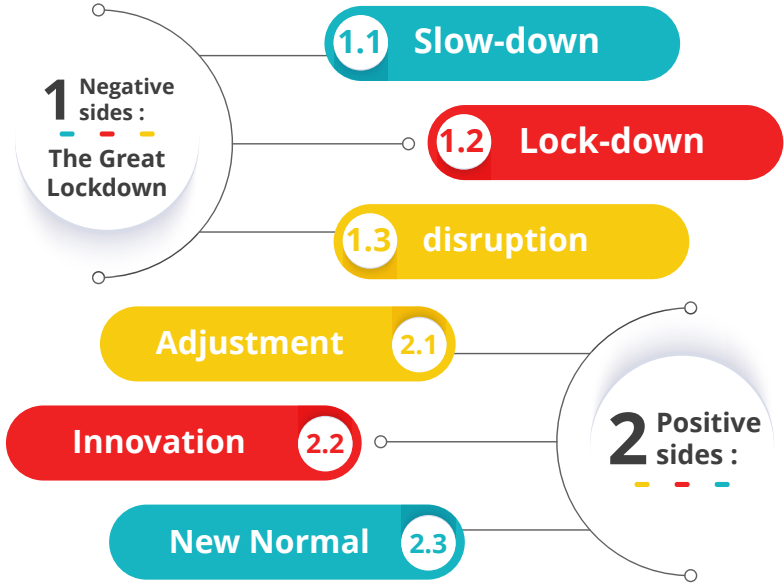 1 Negative
sides :
The Great
Lockdown
1.1 Slow-down
1.2 Lock-down
1.3 disruption
2 Positive
sides :
Adjustment 2.1
Innovation 2.2
New Normal 2.3